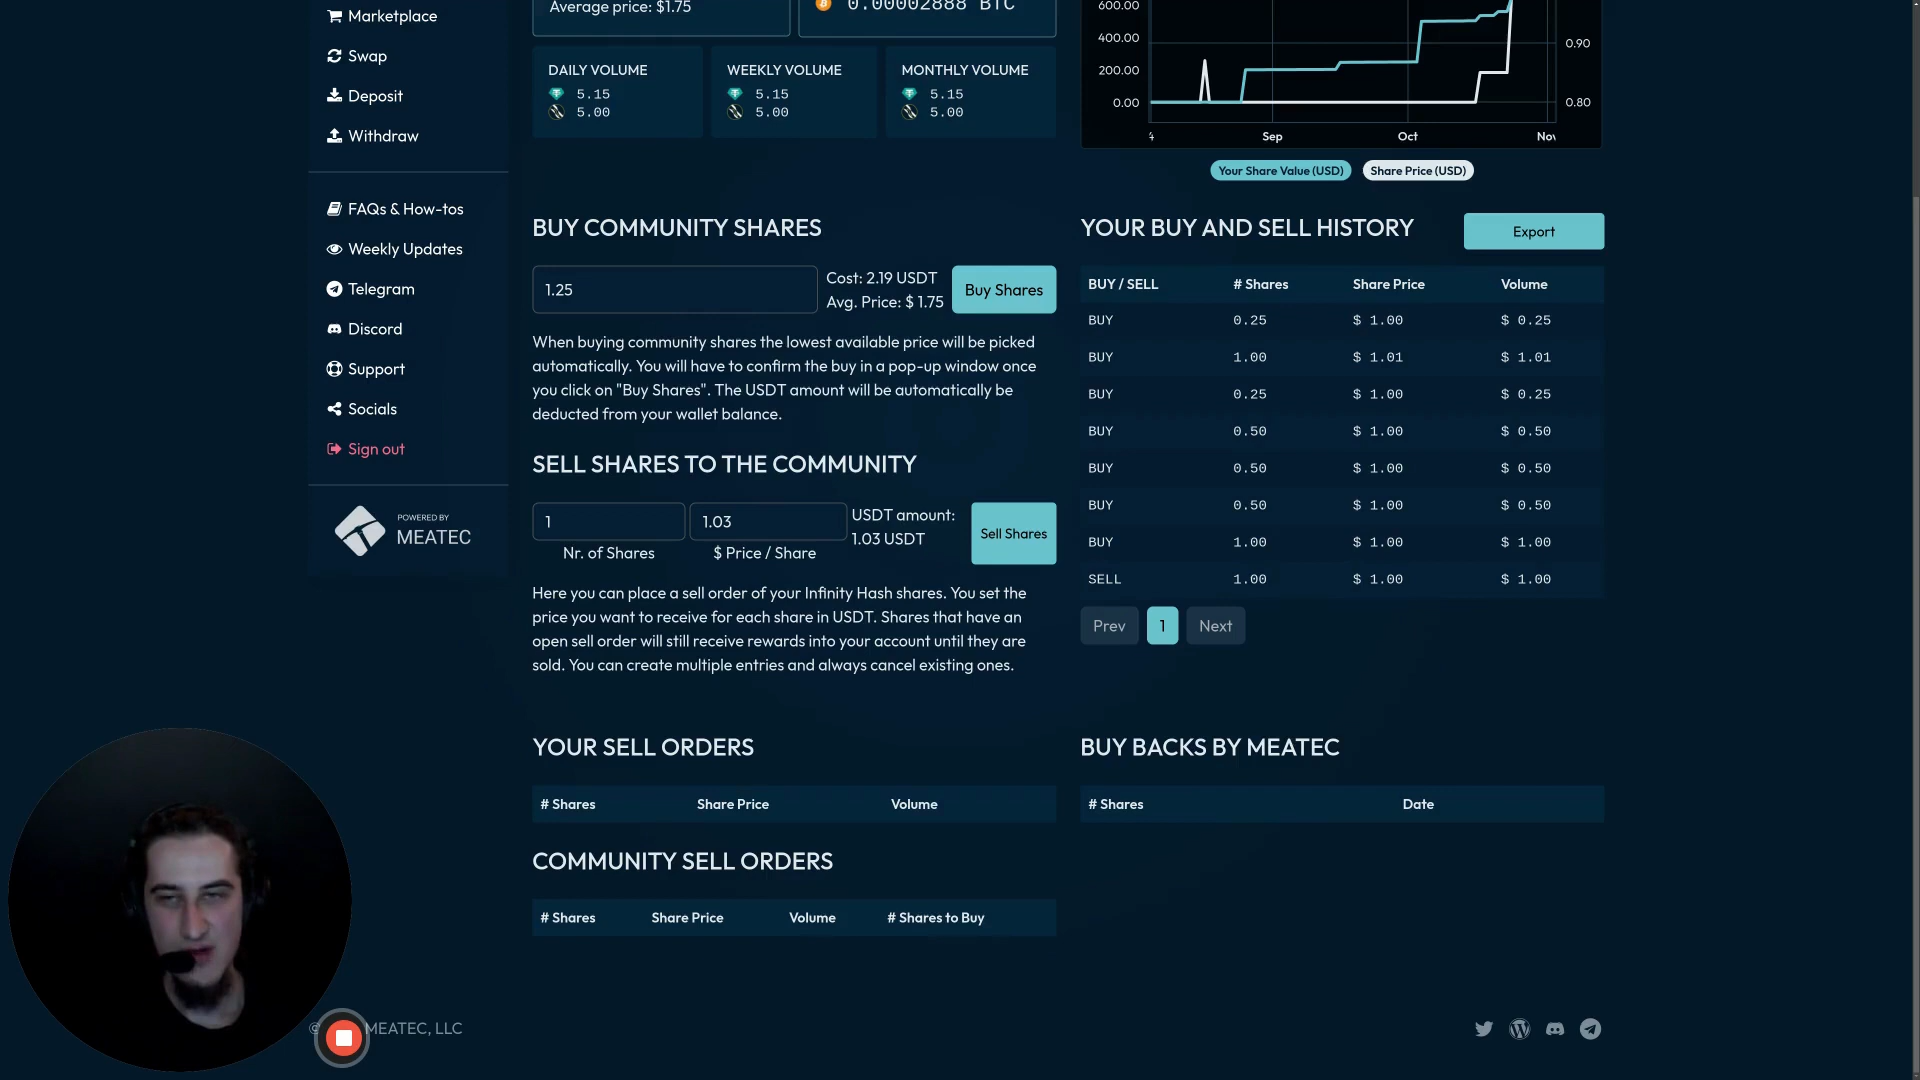 Marketplace
Swap
Deposit
Withdraw
FAQs & How-tos
Weekly Updates
Telegram
Discord
Support
Socials
Sign out
POWERED BY
MEATEC
Average price: $1.75
0.00002888 BTC
DAILY VOLUME
5.15
5.00
WEEKLY VOLUME
5.15
5.00
MONTHLY VOLUME
5.15
5.00
600.00
400.00
200.00
0.00
0.90
0.80
Sep
Oct
Your Share Value (USD)
Share Price (USD)
BUY COMMUNITY SHARES
1.25
Cost: 2.19 USDT
Avg. Price: $ 1.75
Buy Shares
When buying community shares the lowest available price will be picked
automatically. You will have to confirm the buy in a pop-up window once
you click on "Buy Shares". The USDT amount will be automatically be
deducted from your wallet balance.
SELL SHARES TO THE COMMUNITY
1
1.03
USDT amount:
1.03 USDT
Sell Shares
Nr. of Shares
$ Price / Share
Here you can place a sell order of your Infinity Hash shares. You set the
price you want to receive for each share in USDT. Shares that have an
open sell order will still receive rewards into your account until they are
sold. You can create multiple entries and always cancel existing ones.
YOUR BUY AND SELL HISTORY
Export
BUY / SELL # Shares Share Price Volume
BUY 0.25 $ 1.00 $ 0.25
BUY 1.00 $ 1.01 $ 1.01
BUY 0.25 $ 1.00 $ 0.25
BUY 0.50 $ 1.00 $ 0.50
BUY 0.50 $ 1.00 $ 0.50
BUY 0.50 $ 1.00 $ 0.50
BUY 1.00 $ 1.00 $ 1.00
SELL 1.00 $ 1.00 $ 1.00
Prev 1 Next
YOUR SELL ORDERS
# Shares Share Price Volume
BUY BACKS BY MEATEC
# Shares Date
COMMUNITY SELL ORDERS
# Shares Share Price Volume # Shares to Buy
MEATEC, LLC